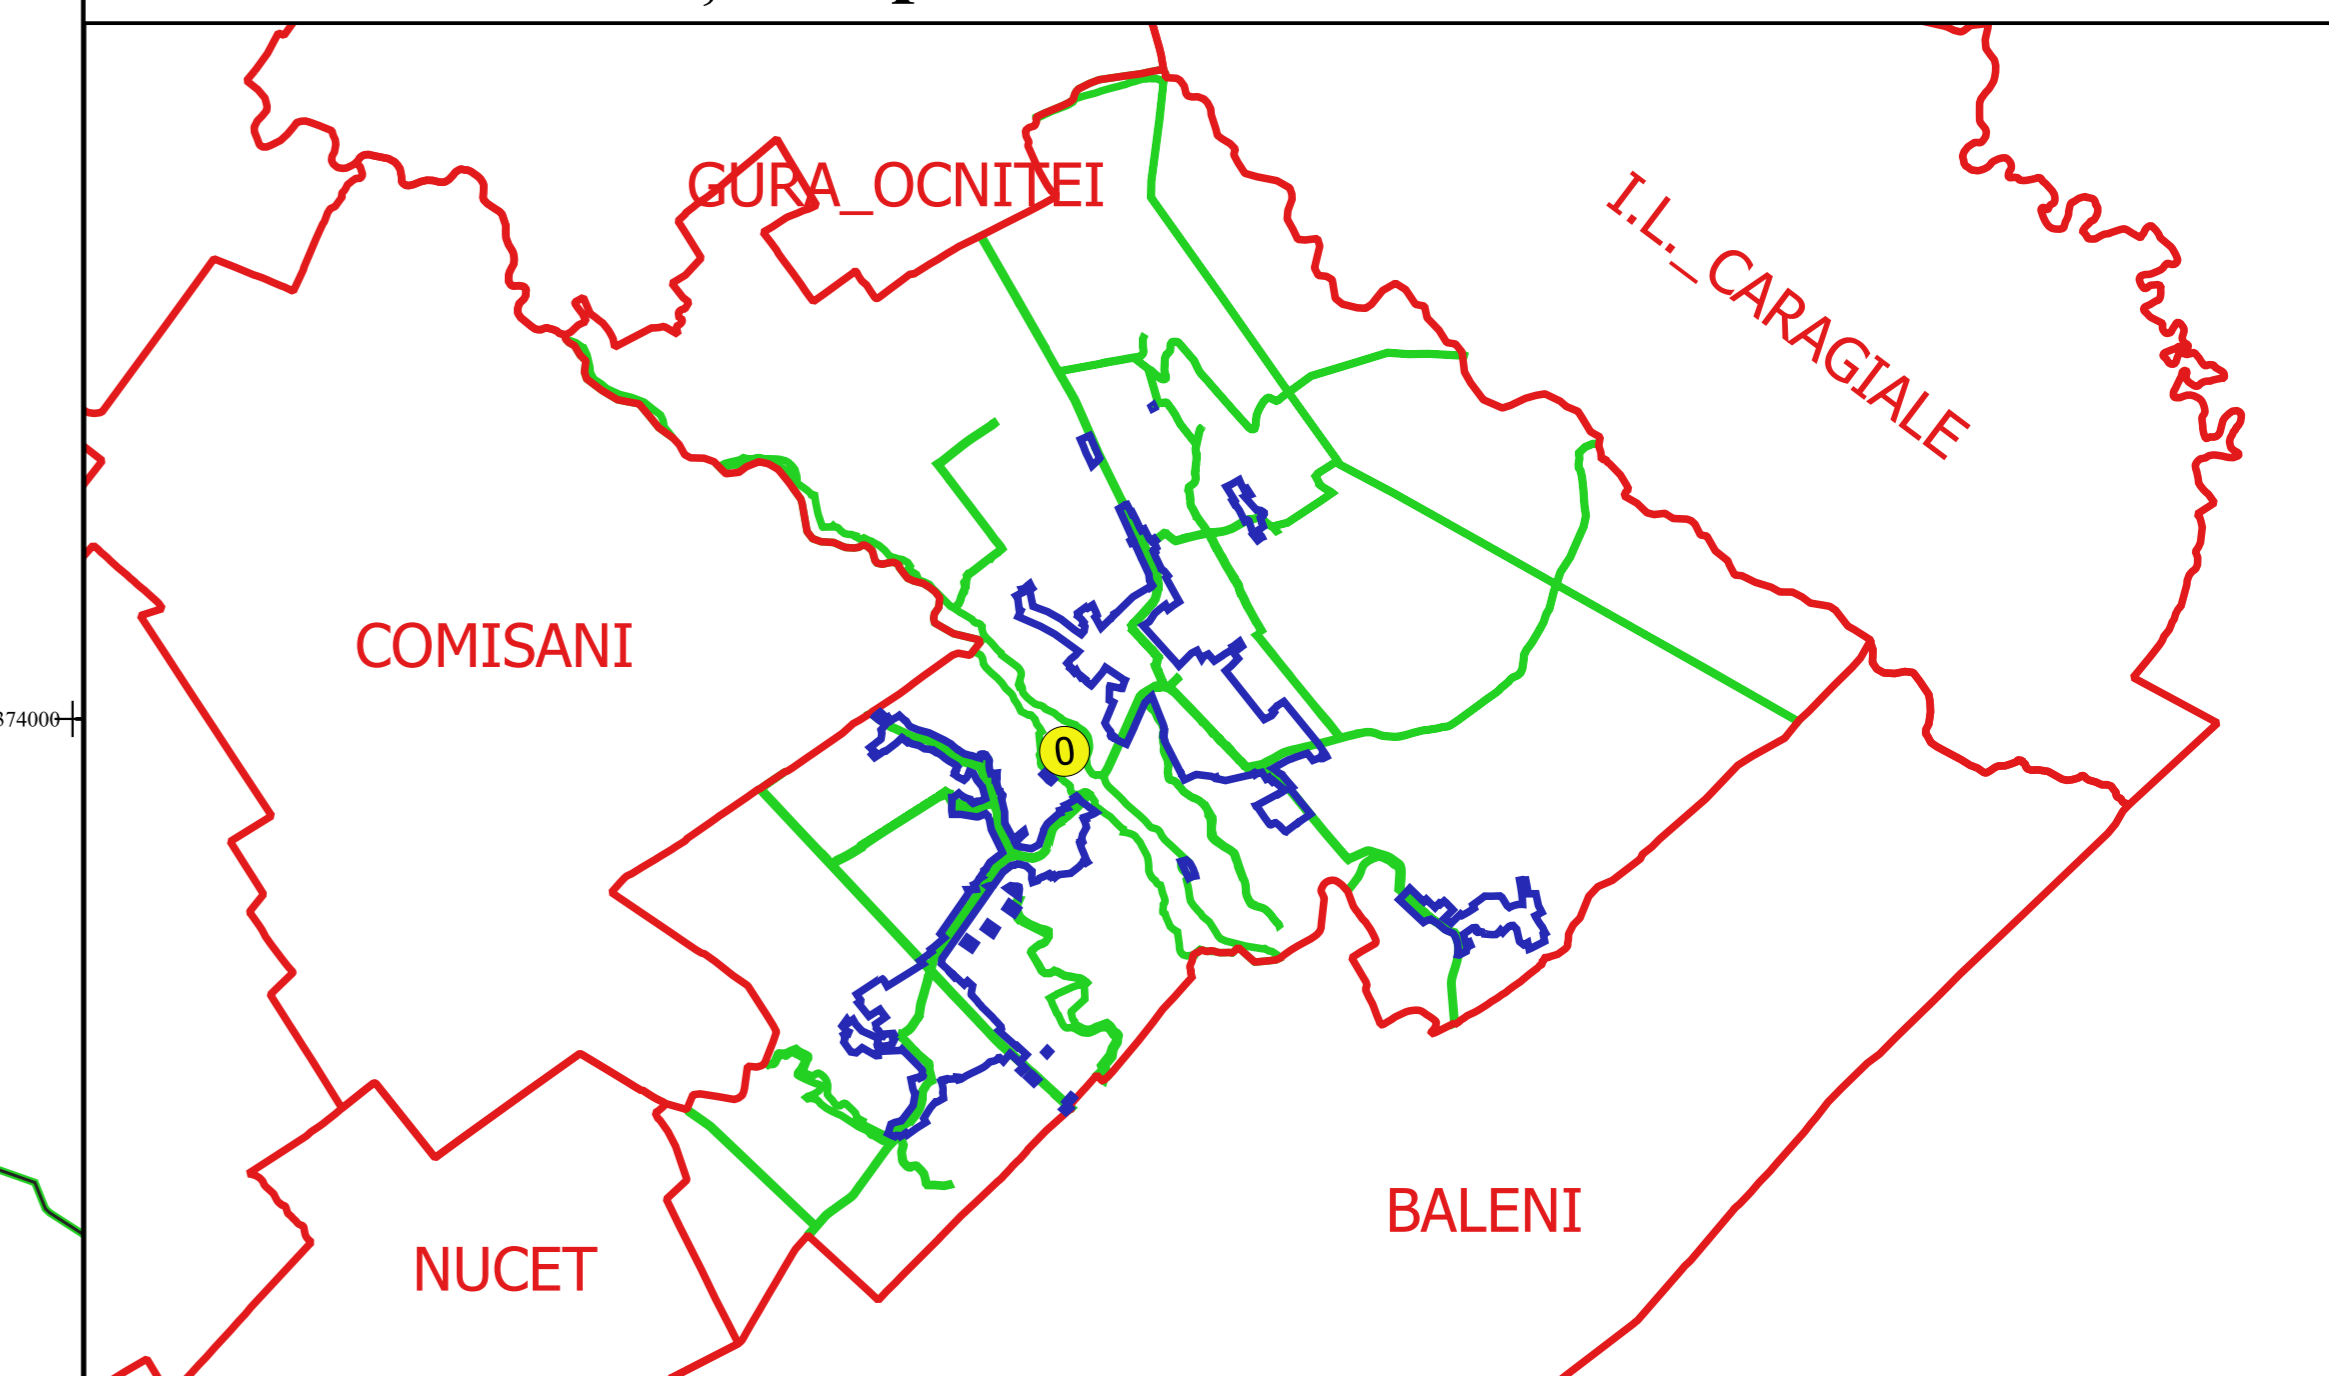 GURA_OCNITEI
I.L._CARAGIALE
COMISANI
374000
0
BALENI
NUCET